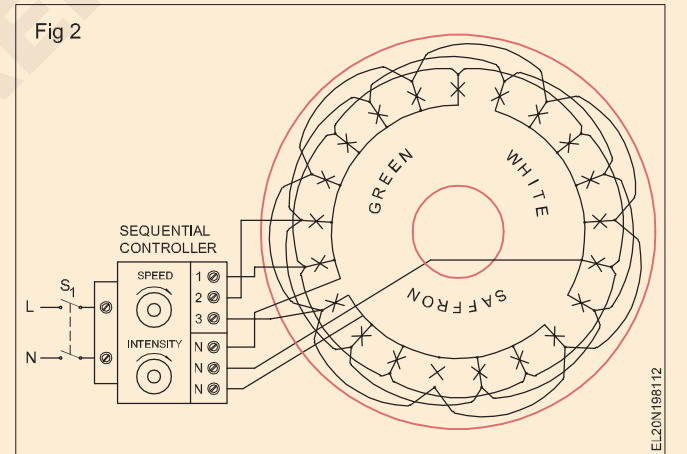 Fig 2
GREEN
WHITE
SAFFRON
SEQUENTIAL
CONTROLLER
SPEED
INTENSITY
1
2
3
N
N
N
S1
L
N
EL20N198112